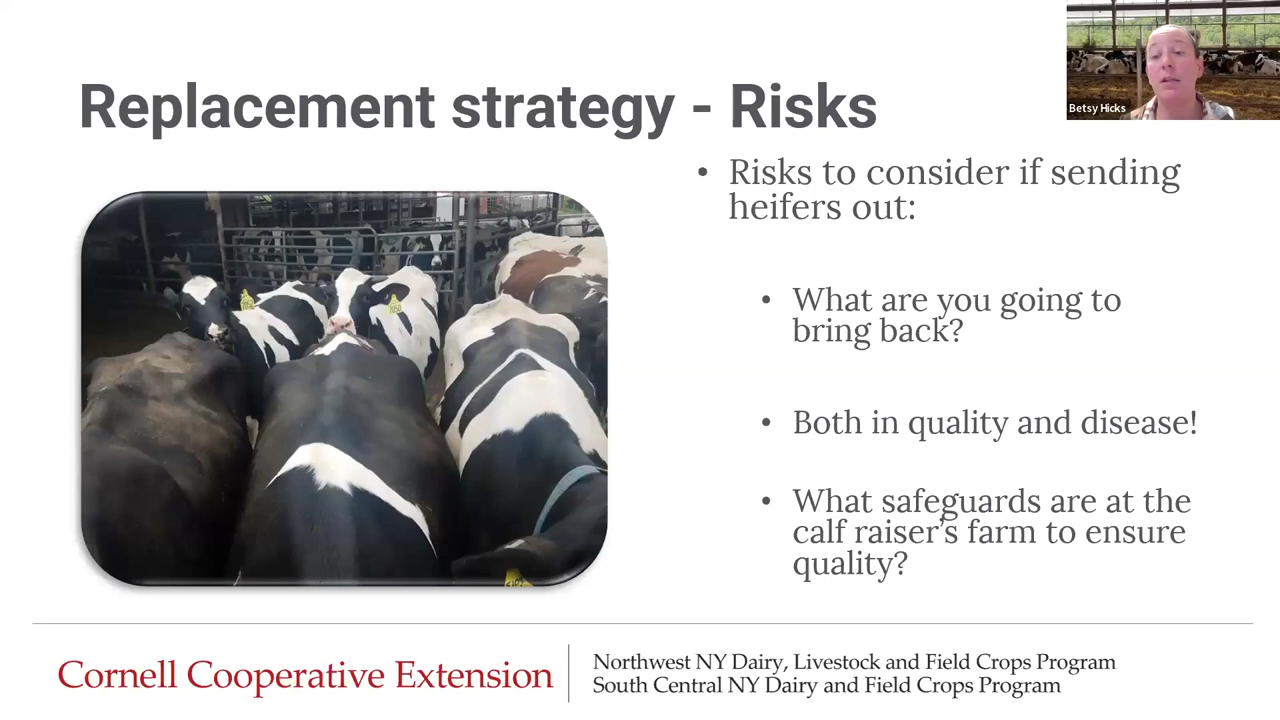 Replacement strategy - Risks
Betsy Hicks
• Risks to consider if sending
heifers out:
• What are you going to
bring back?
• Both in quality and disease!
• What safeguards are at the
calf raiser's farm to ensure
quality?
Cornell Cooperative Extension
Northwest NY Dairy, Livestock and Field Crops Program
South Central NY Dairy and Field Crops Program